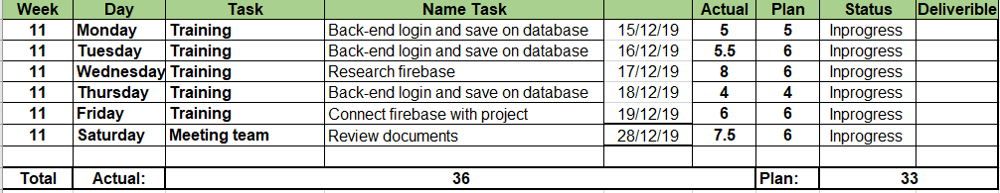 Week Day Task Name Task Actual Plan Status Deliverible
11 Monday Training Back-end login and save on database 15/12/19 5 5 Inprogress
11 Tuesday Training Back-end login and save on database 16/12/19 5.5 6 Inprogress
11 Wednesday Training Research firebase 17/12/19 8 6 Inprogress
11 Thursday Training Back-end login and save on database 18/12/19 4 4 Inprogress
11 Friday Training Connect firebase with project 19/12/19 6 6 Inprogress
11 Saturday Meeting team Review documents 28/12/19 7.5 6 Inprogress
Total Actual: 36 Plan: 33